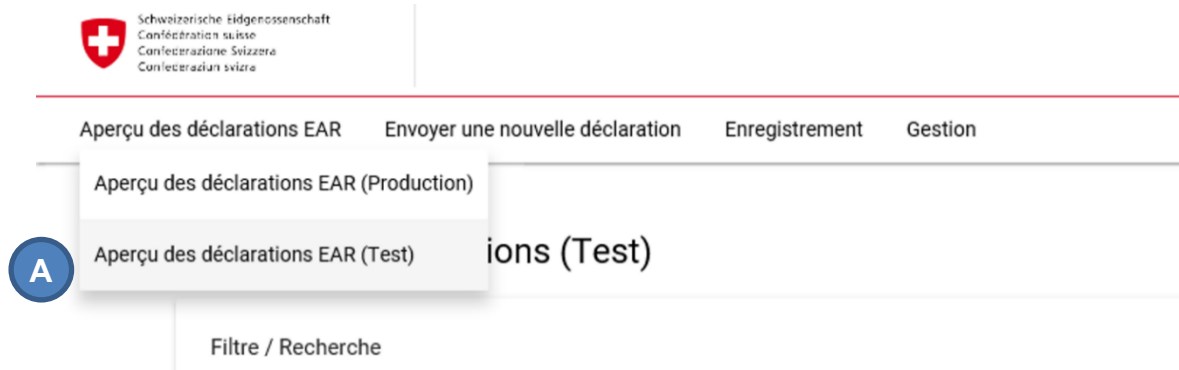 Schweizerische Eidgenossenschaft
Confédération suisse
Confederazione Svizzera
Confederaziun svizra
Aperçu des déclarations EAR Envoyer une nouvelle déclaration Enregistrement Gestion
Aperçu des déclarations EAR (Production)
Aperçu des déclarations EAR (Test)
ions (Test)
A
Filtre / Recherche